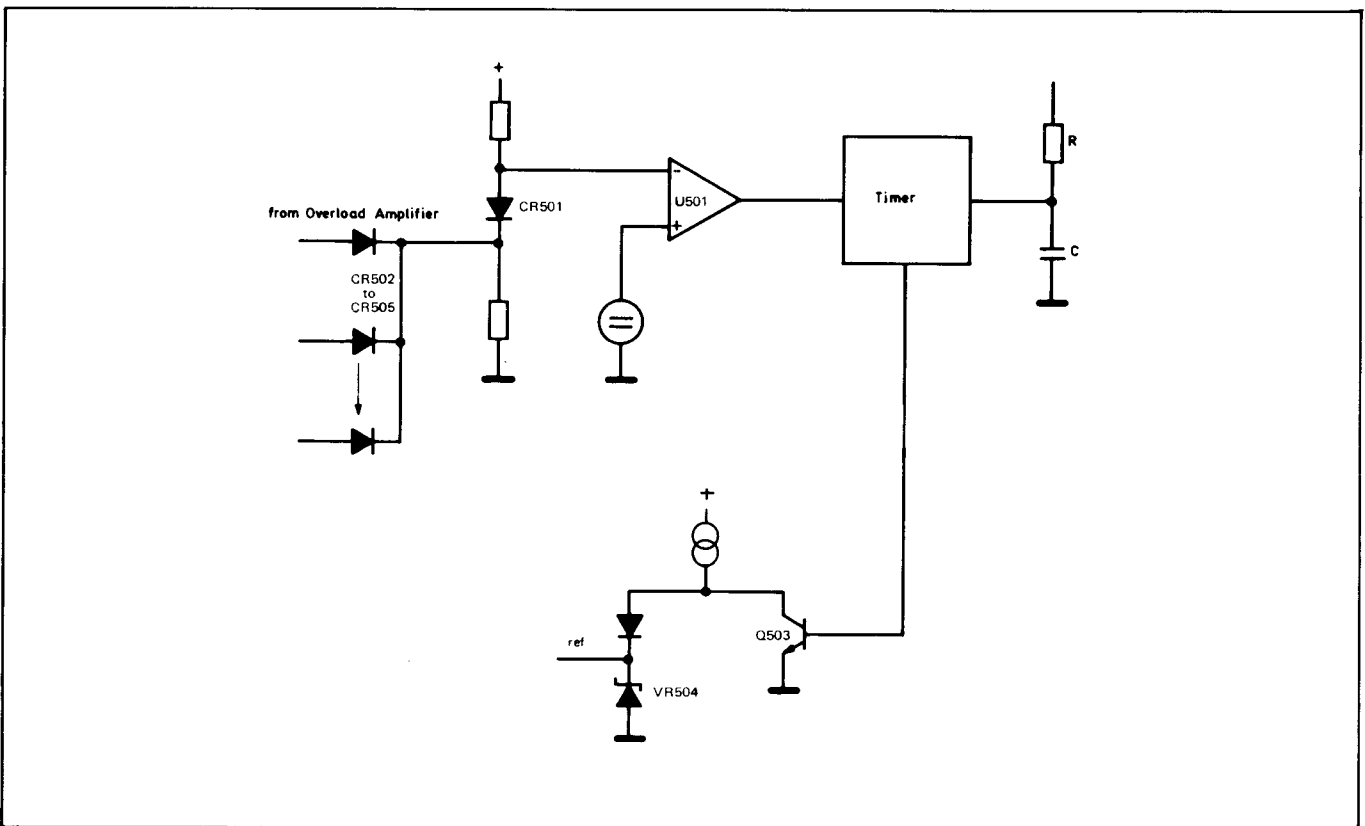 +
R
-
U501
+
Timer
CR501
from Overload Amplifier
CR502
to
CR505
C
+
Q503
ref
VR504